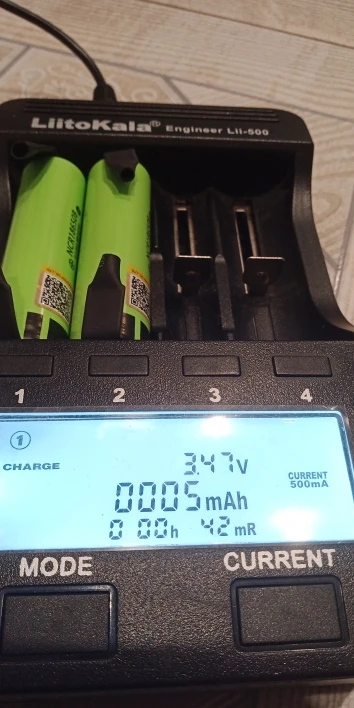 LiitoKala® Engineer Lii-500
NCR18650B
1 2 3 4
①
CHARGE
3.47V
CURRENT
500mA
0005mAh
0 00h 42mR
MODE CURRENT